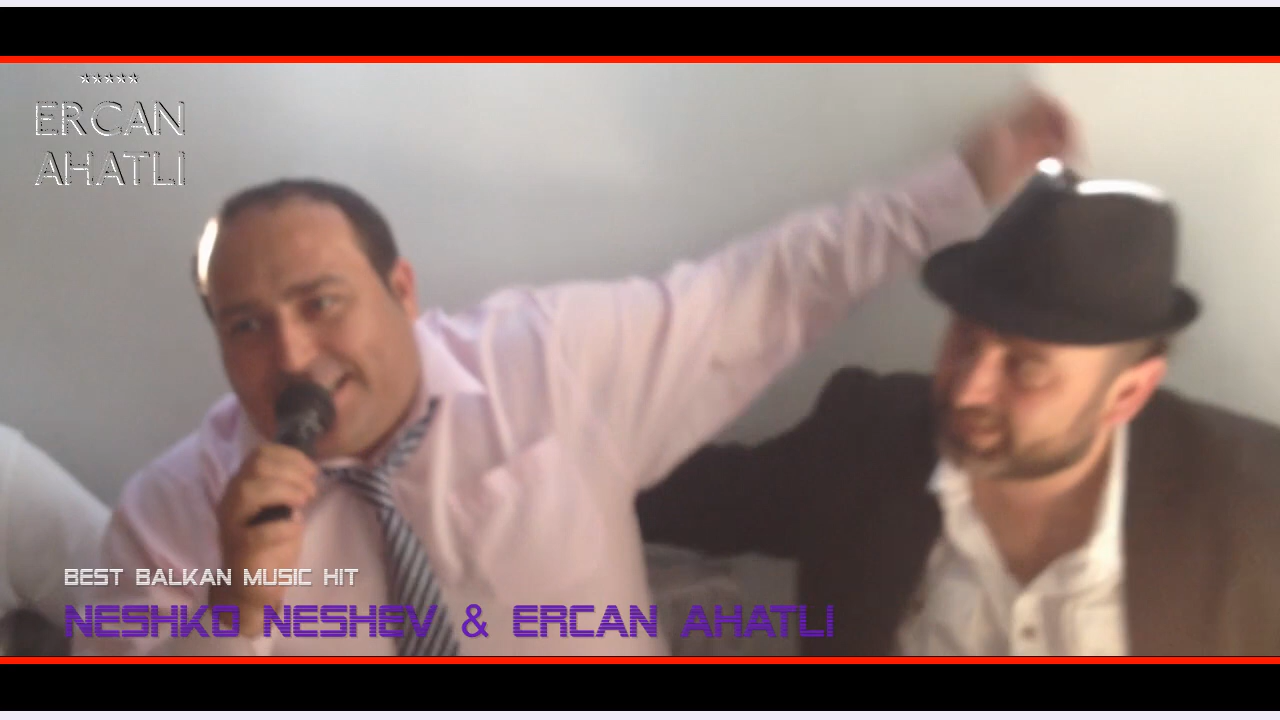 *****
ERCAN
AHATLI
BEST BALKAN MUSIC HIT
NESHKO NESHEV & ERCAN AHATLI